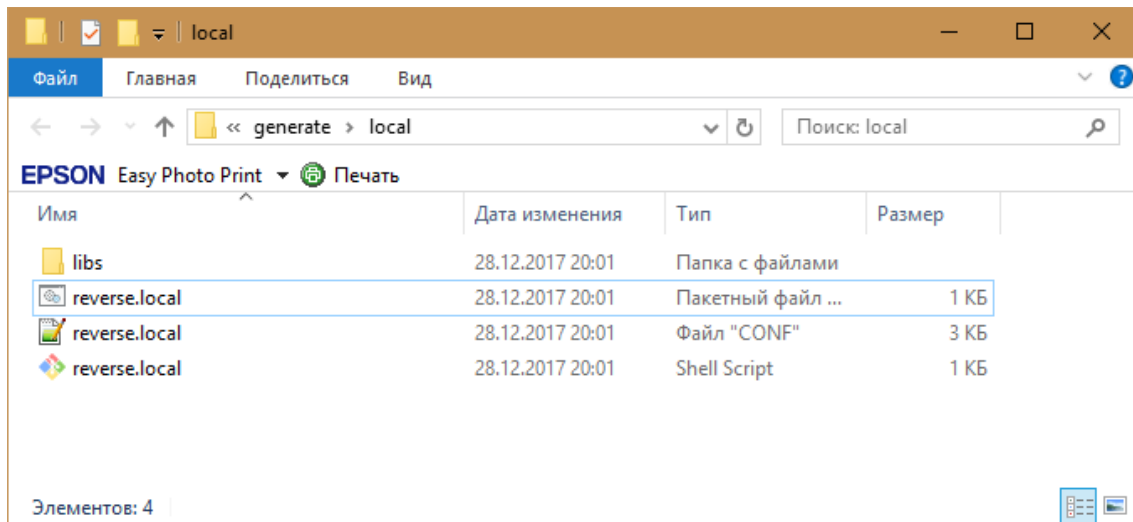 local
Файл Главная Поделиться Вид
« generate › local Поиск: local
EPSON Easy Photo Print Печать
Имя Дата изменения Тип Размер
libs 28.12.2017 20:01 Папка с файлами
reverse.local 28.12.2017 20:01 Пакетный файл ... 1 КБ
reverse.local 28.12.2017 20:01 Файл "CONF" 3 КБ
reverse.local 28.12.2017 20:01 Shell Script 1 КБ
Элементов: 4